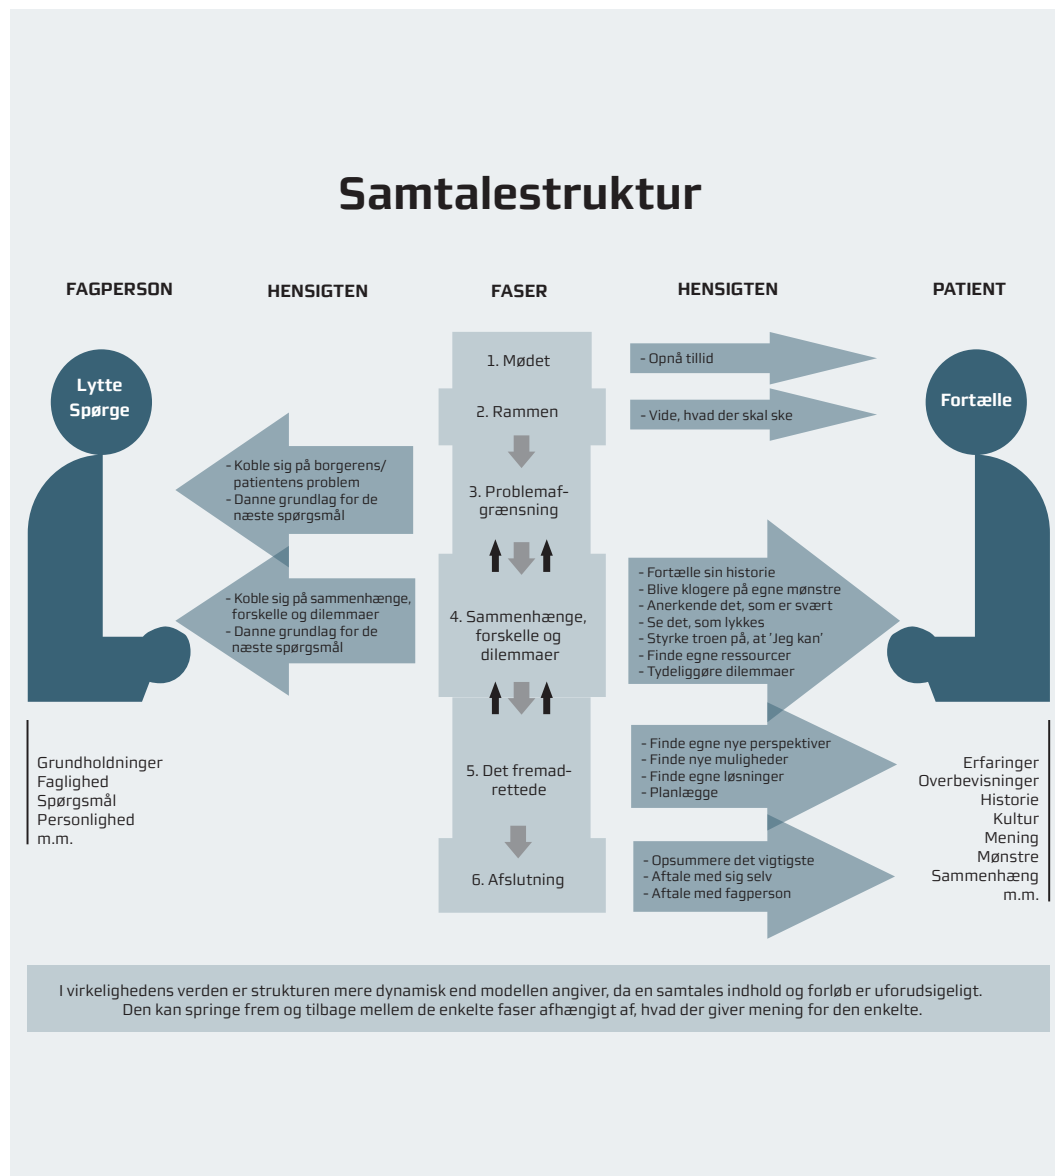 Samtalestruktur
FAGPERSON
HENSIGTEN
FASER
HENSIGTEN
PATIENT
Lytte
Spørge
- Koble sig på borgerens/
patientens problem
- Danne grundlag for de
næste spørgsmål
- Koble sig på sammenhænge,
forskelle og dilemmaer
- Danne grundlag for de
næste spørgsmål
Grundholdninger
Faglighed
Spørgsmål
Personlighed
m.m.
1. Mødet
2. Rammen
3. Problemaf-
grænsning
4. Sammenhænge,
forskelle og
dilemmaer
5. Det fremad-
rettede
6. Afslutning
- Opnå tillid
- Vide, hvad der skal ske
- Fortælle sin historie
- Blive klogere på egne mønstre
- Anerkende det, som er svært
- Se det, som lykkes
- Styrke troen på, at ’Jeg kan’
- Finde egne ressourcer
- Tydeliggøre dilemmaer
- Finde egne nye perspektiver
- Finde nye muligheder
- Finde egne løsninger
- Planlægge
- Opsummere det vigtigste
- Aftale med sig selv
- Aftale med fagperson
Fortælle
Erfaringer
Overbevisninger
Historie
Kultur
Mening
Mønstre
Sammenhæng
m.m.
I virkelighedens verden er strukturen mere dynamisk end modellen angiver, da en samtales indhold og forløb er uforudsigeligt.
Den kan springe frem og tilbage mellem de enkelte faser afhængigt af, hvad der giver mening for den enkelte.